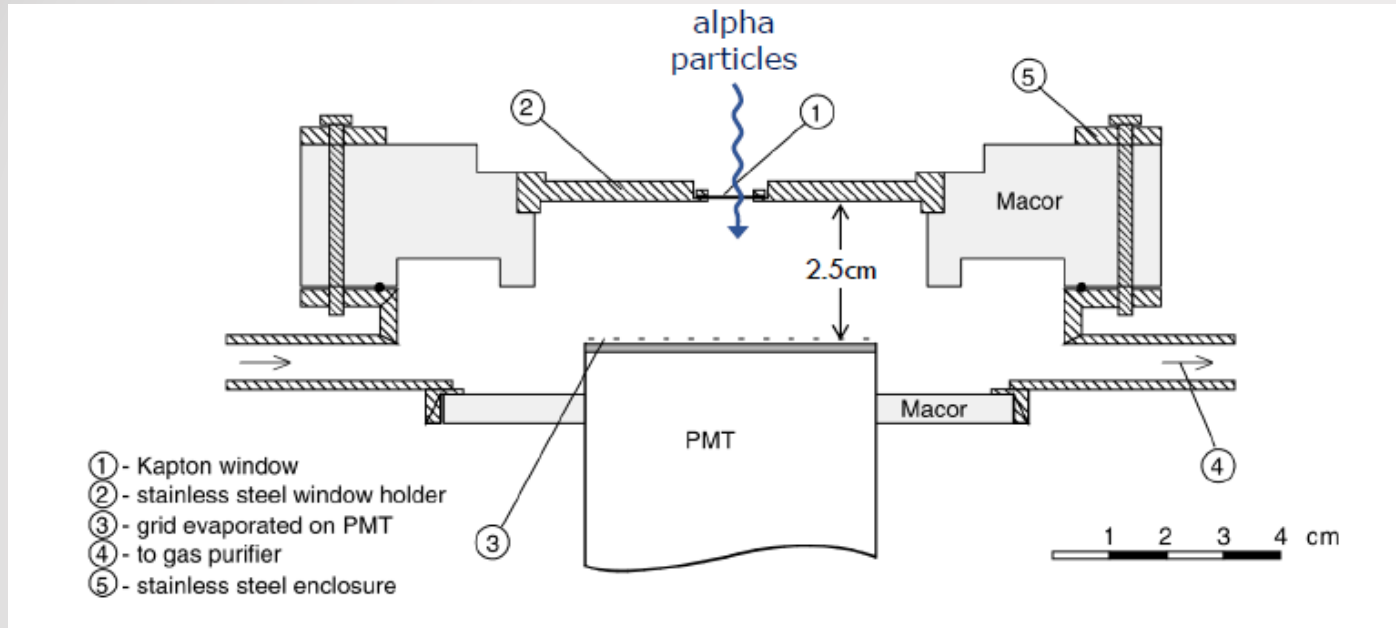 alpha
particles
5
2
1
Macor
2.5cm
Macor
PMT
4
3
1 - Kapton window
2 - stainless steel window holder
3 - grid evaporated on PMT
4 - to gas purifier
5 - stainless steel enclosure
1 2 3 4 cm